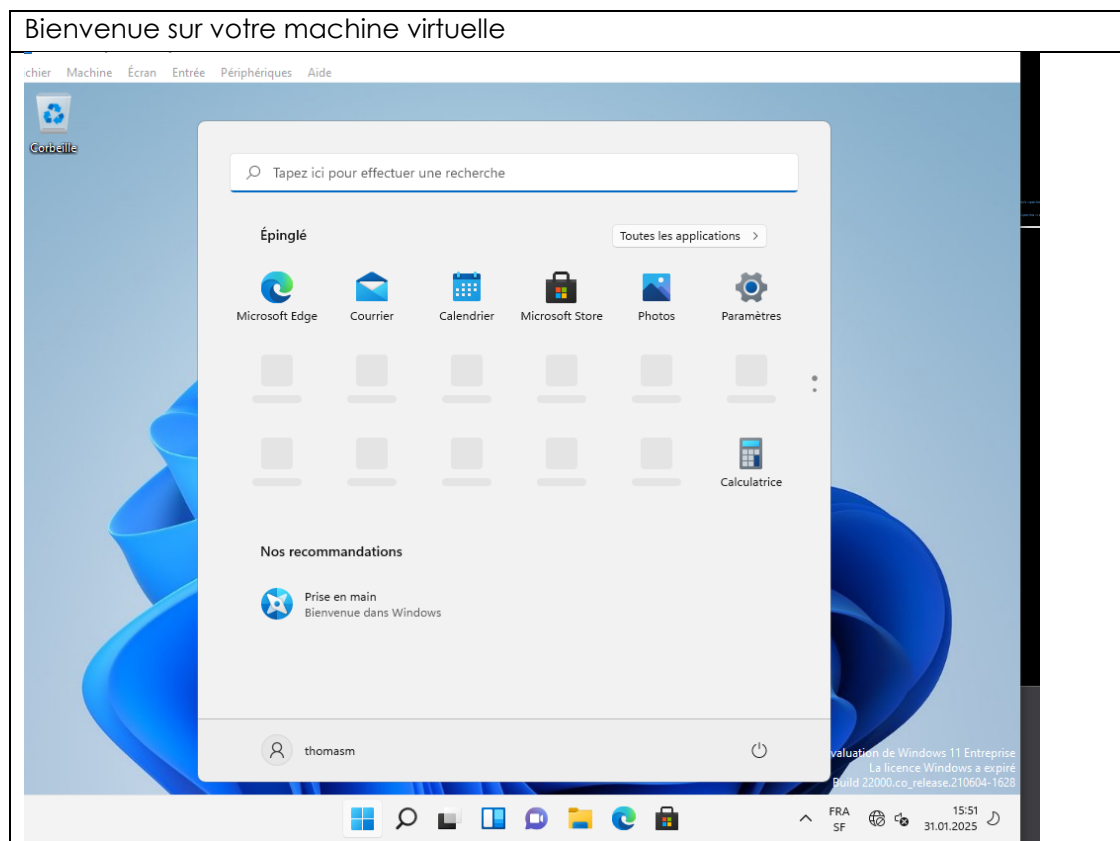 Bienvenue sur votre machine virtuelle
chier Machine Écran Entrée Périphériques Aide
Corbeille
Tapez ici pour effectuer une recherche
Épinglé
Toutes les applications >
Microsoft Edge Courrier Calendrier Microsoft Store Photos Paramètres
Calculatrice
Nos recommandations
Prise en main
Bienvenue dans Windows
thomasm
valuation de Windows 11 Entreprise
La licence Windows a expiré
Build 22000.co_release.210604-1628
FRA
SF
15:51
31.01.2025